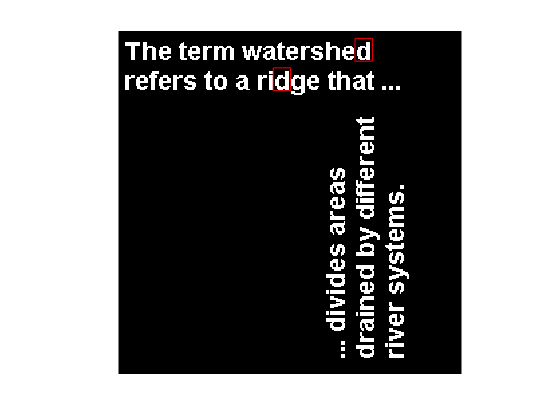 The term watershed
refers to a ridge that ...
... divides areas
drained by different
river systems.